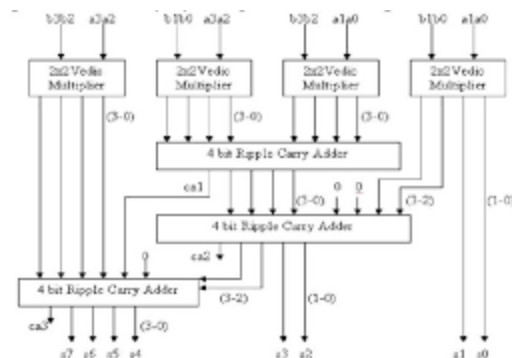 b3b2 a3a2 b1b0 a3a2 b3b2 a1a0 b1b0 a1a0
2x2 Vedic Multiplier
2x2 Vedic Multiplier
2x2 Vedic Multiplier
2x2 Vedic Multiplier
(3-0) (3-0) (3-0)
4 bit Ripple Carry Adder
ca1 (3-0) 0 0 (3-2) (1-0)
4 bit Ripple Carry Adder
ca2 0
4 bit Ripple Carry Adder
(3-2) (1-0)
ca3 (3-0)
s7 s6 s5 s4 s3 s2 s1 s0